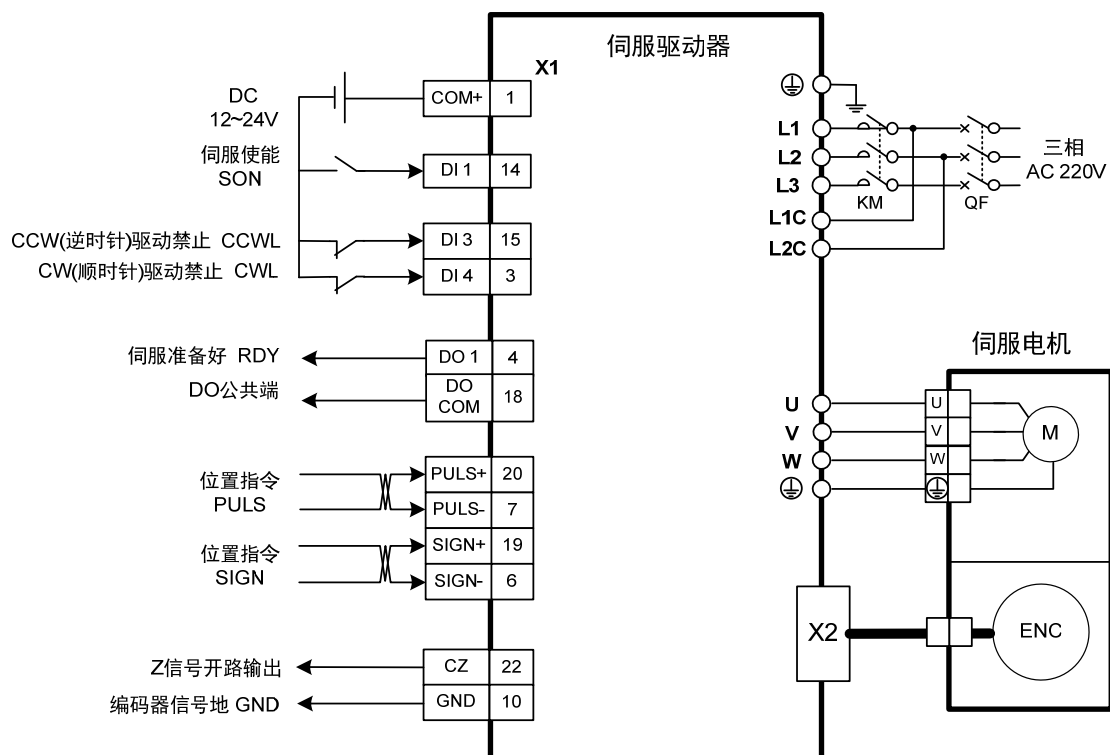 伺服驱动器
X1
DC
12~24V
COM+ 1
伺服使能
SON
DI 1 14
CCW(逆时针)驱动禁止 CCWL
DI 3 15
CW(顺时针)驱动禁止 CWL
DI 4 3
伺服准备好 RDY
DO 1 4
DO公共端
DO
COM
18
位置指令
PULS
PULS+ 20
PULS- 7
位置指令
SIGN
SIGN+ 19
SIGN- 6
Z信号开路输出
CZ 22
编码器信号地 GND
GND 10
L1
L2
L3
L1C
L2C
KM
QF
三相
AC 220V
伺服电机
U
V
W
U
V
W
M
X2
ENC